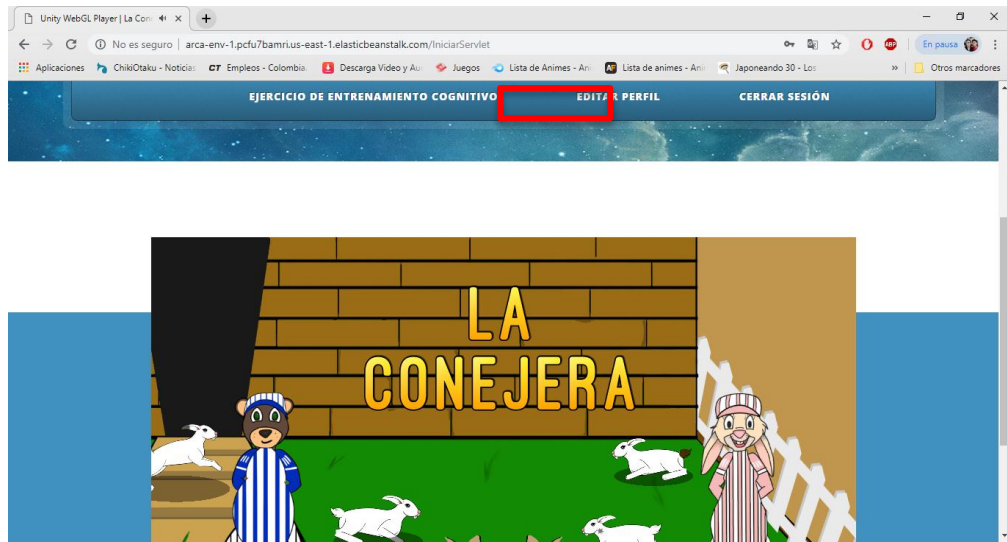 Unity WebGL Player | La Con
No es seguro | arca-env-1.pcfu7bamri.us-east-1.elasticbeanstalk.com/IniciarServlet
En pausa
Aplicaciones ChikiOtaku - Noticias CT Empleos - Colombia Descarga Video y Au Juegos Lista de Animes - An Lista de animes - Ani Japoneando 30 - Los » Otros marcadores
EJERCICIO DE ENTRENAMIENTO COGNITIVO EDITAR PERFIL CERRAR SESIÓN
LA
CONEJERA